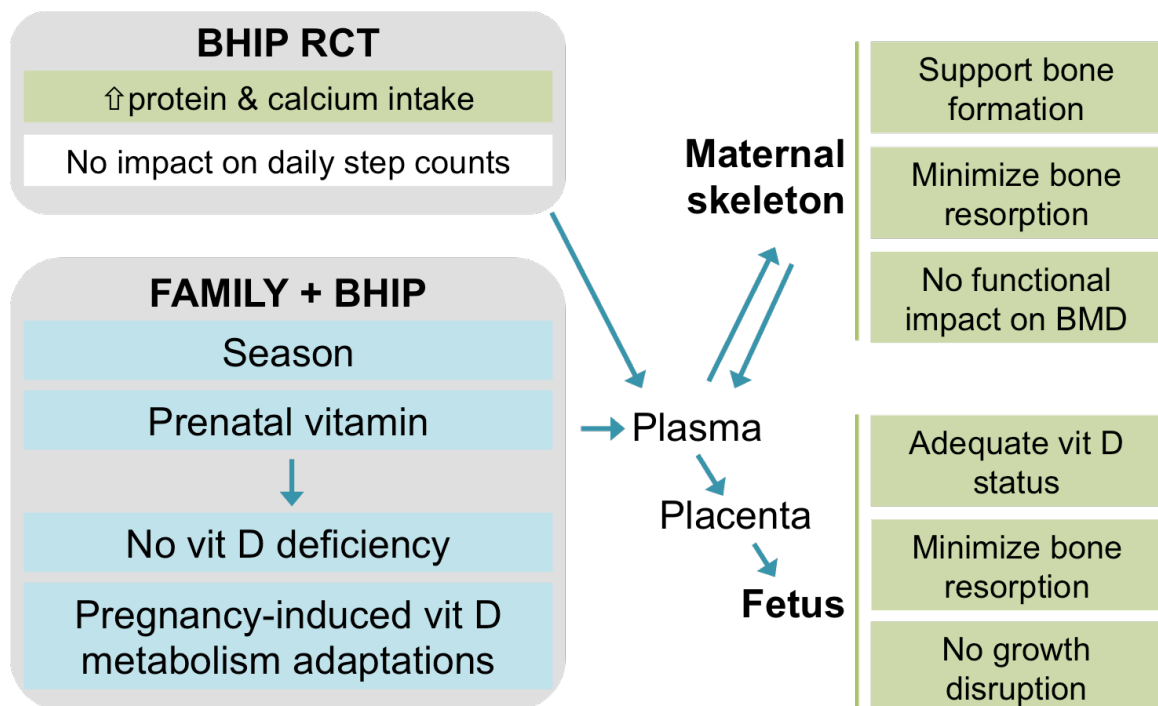 BHIP RCT
⇧protein & calcium intake
No impact on daily step counts
FAMILY + BHIP
Season
Prenatal vitamin
No vit D deficiency
Pregnancy-induced vit D
metabolism adaptations
Plasma
Placenta
Maternal
skeleton
Support bone
formation
Minimize bone
resorption
No functional
impact on BMD
Fetus
Adequate vit D
status
Minimize bone
resorption
No growth
disruption